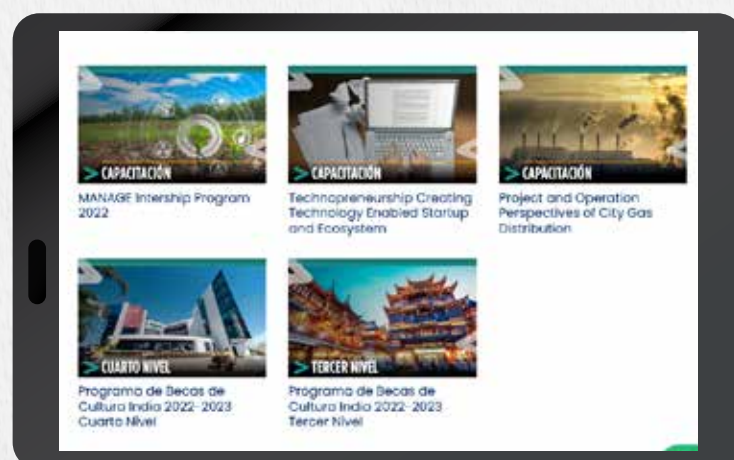 CAPACITACIÓN
MANAGE Intership Program
2022
CAPACITACIÓN
Technopreneurship Creating
Technology Enabled Startup
and Ecosystem
CAPACITACIÓN
Project and Operation
Perspectives of City Gas
Distribution
CUARTO NIVEL
Programa de Becas de
Cultura India 2022-2023
Cuarto Nivel
TERCER NIVEL
Programa de Becas de
Cultura India 2022-2023
Tercer Nivel